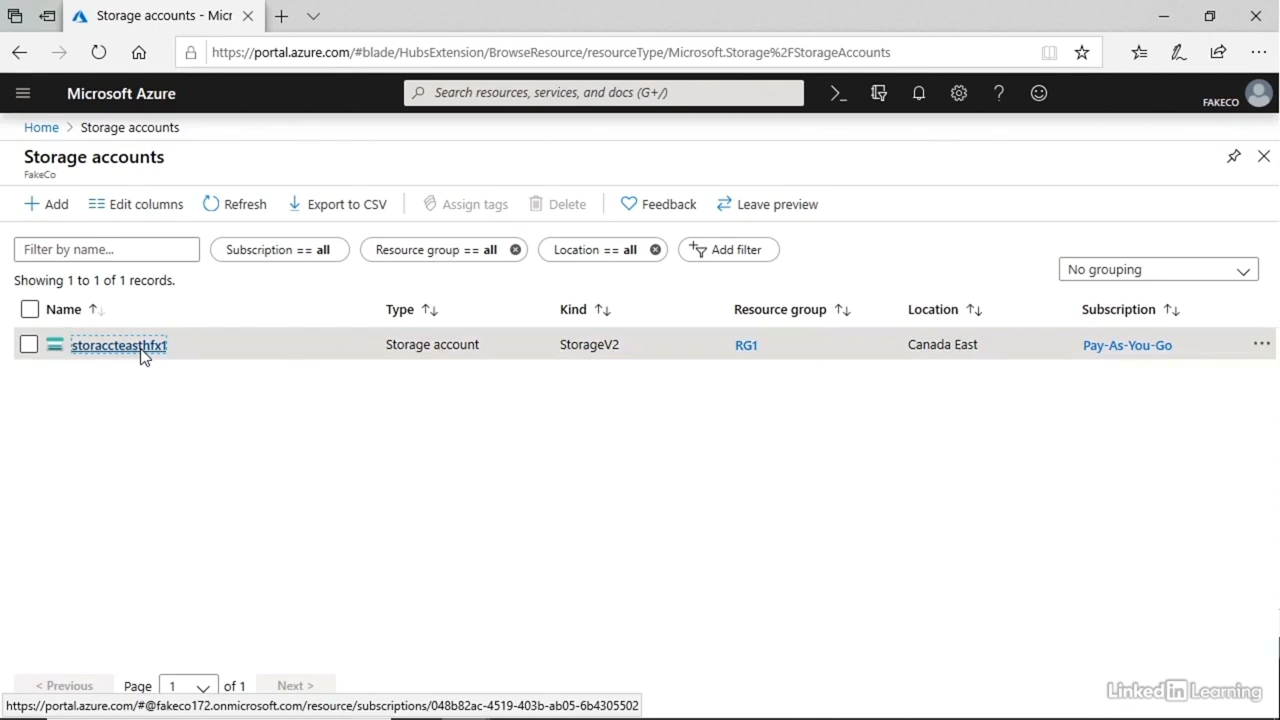 Storage accounts - Micr
https://portal.azure.com/#blade/HubsExtension/BrowseResource/resourceType/Microsoft.Storage%2FStorageAccounts
Microsoft Azure
Search resources, services, and docs (G+/)
FAKECO
Home > Storage accounts
Storage accounts
FakeCo
Add Edit columns Refresh Export to CSV Assign tags Delete Feedback Leave preview
Filter by name... Subscription == all Resource group == all Location == all Add filter
No grouping
Showing 1 to 1 of 1 records.
Name Type Kind Resource group Location Subscription
storaccteasthfx1 Storage account StorageV2 RG1 Canada East Pay-As-You-Go
< Previous Page 1 of 1 Next >
https://portal.azure.com/#@fakeco172.onmicrosoft.com/resource/subscriptions/048b82ac-4519-403b-ab05-6b4305502
Linked in Learning